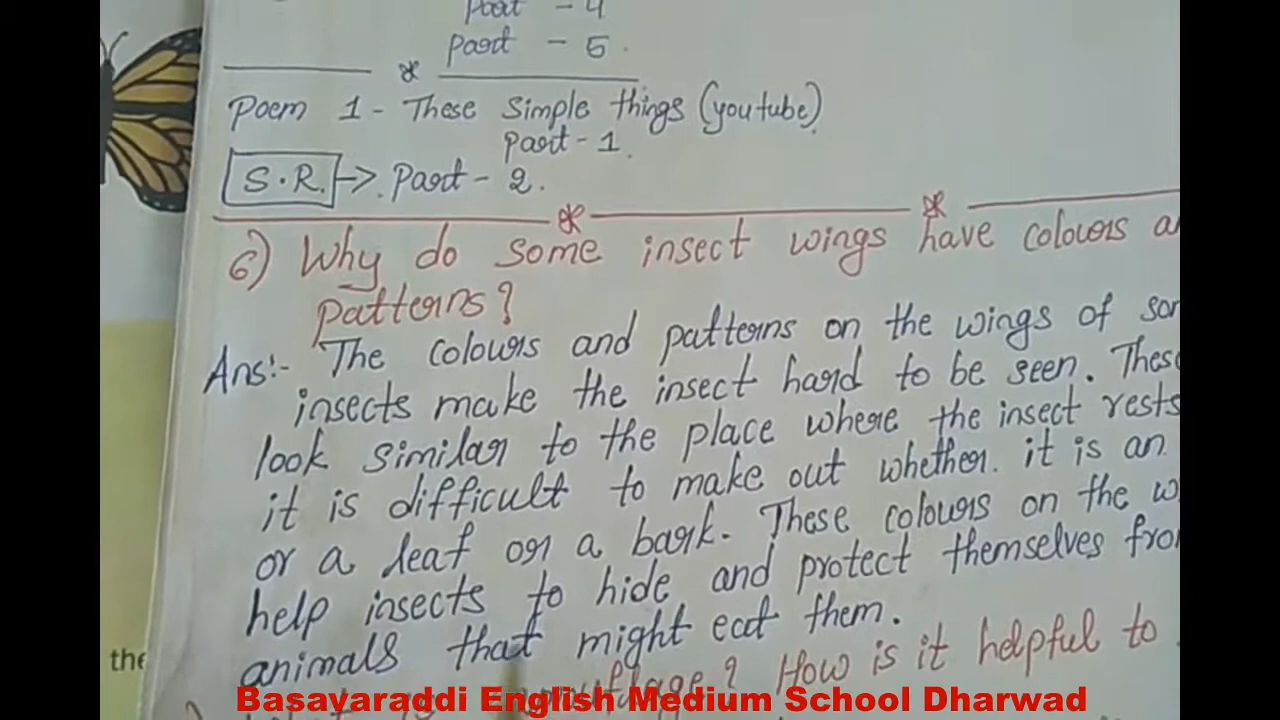 Part - 4
Part - 5.
Poem 1 - These Simple things (youtube)
Part - 1.
S.R. -> Part - 2.
6) Why do some insect wings have colours
patterns?
Ans:- The colours and patterns on the wings of
insects make the insect hard to be seen. These
look similar to the place where the insect rests
it is difficult to make out whether. it is an
or a leaf or a bark. These colours on the
help insects to hide and protect themselves from
animals that might eat them.
camouflage? How is it helpful to
the
Basavaraddi English Medium School Dharwad